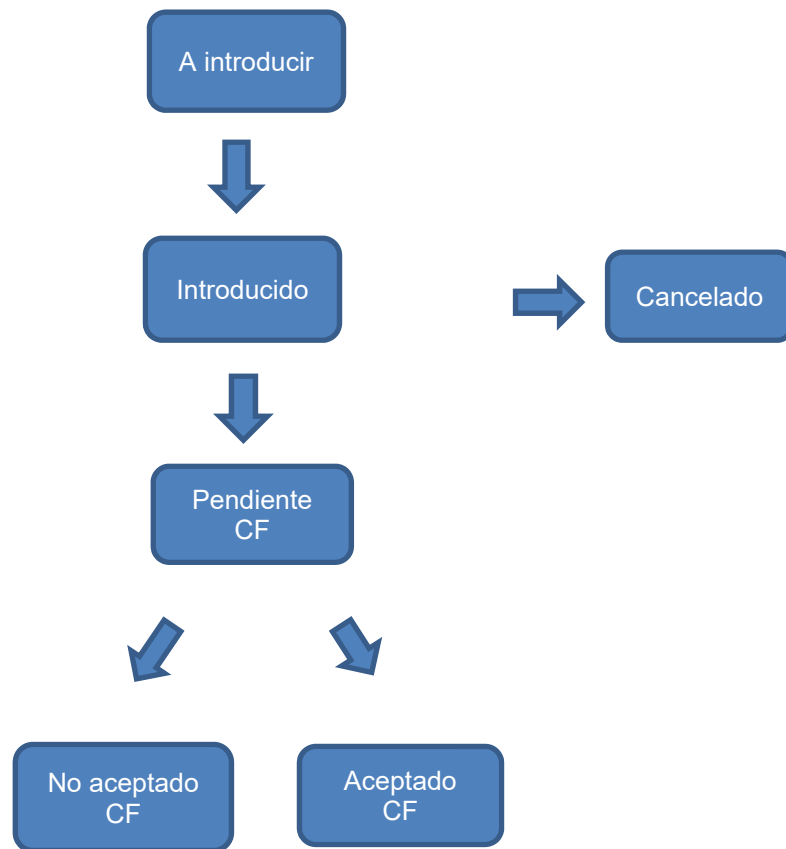 A introducir
Introducido
Cancelado
Pendiente
CF
No aceptado
CF
Aceptado
CF